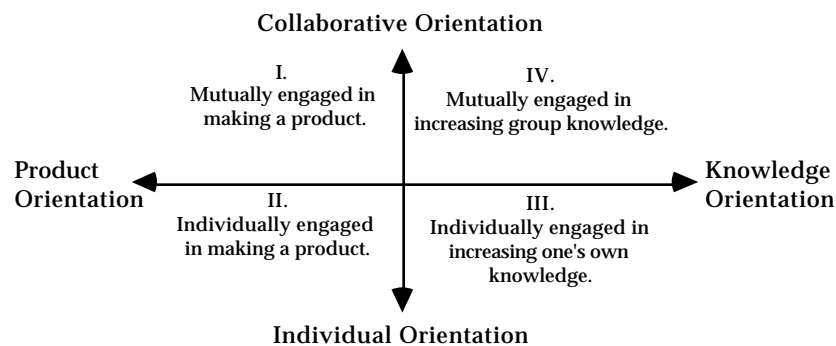 Collaborative Orientation
I.
Mutually engaged in
making a product.
IV.
Mutually engaged in
increasing group knowledge.
Product
Orientation
Knowledge
Orientation
II.
Individually engaged
in making a product.
III.
Individually engaged in
increasing one's own
knowledge.
Individual Orientation